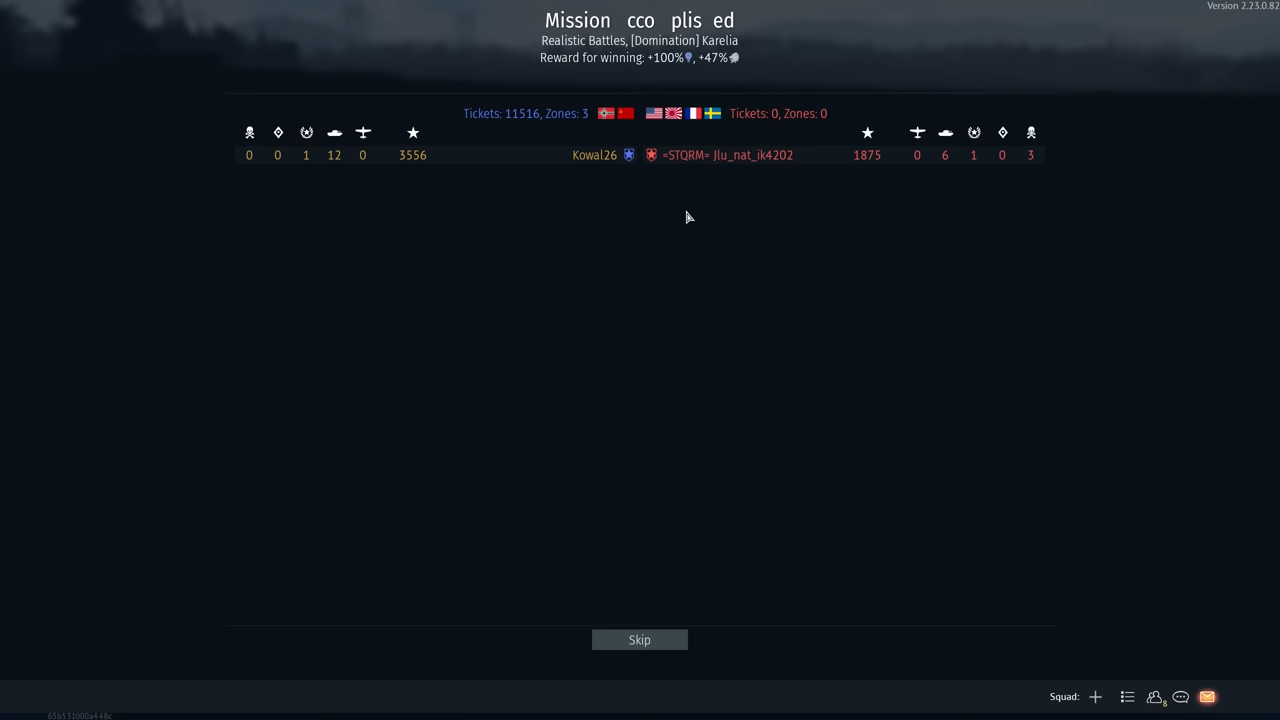 Version 2.23.0.82
Mission cco plis ed
Realistic Battles, [Domination] Karelia
Reward for winning: +100%, +47%
Tickets: 11516, Zones: 3 Tickets: 0, Zones: 0
0 0 1 12 0 3556 Kowal26 =STQRM= Jlu_nat_ik4202 1875 0 6 1 0 3
Skip
Squad: 8
65b531000a448c